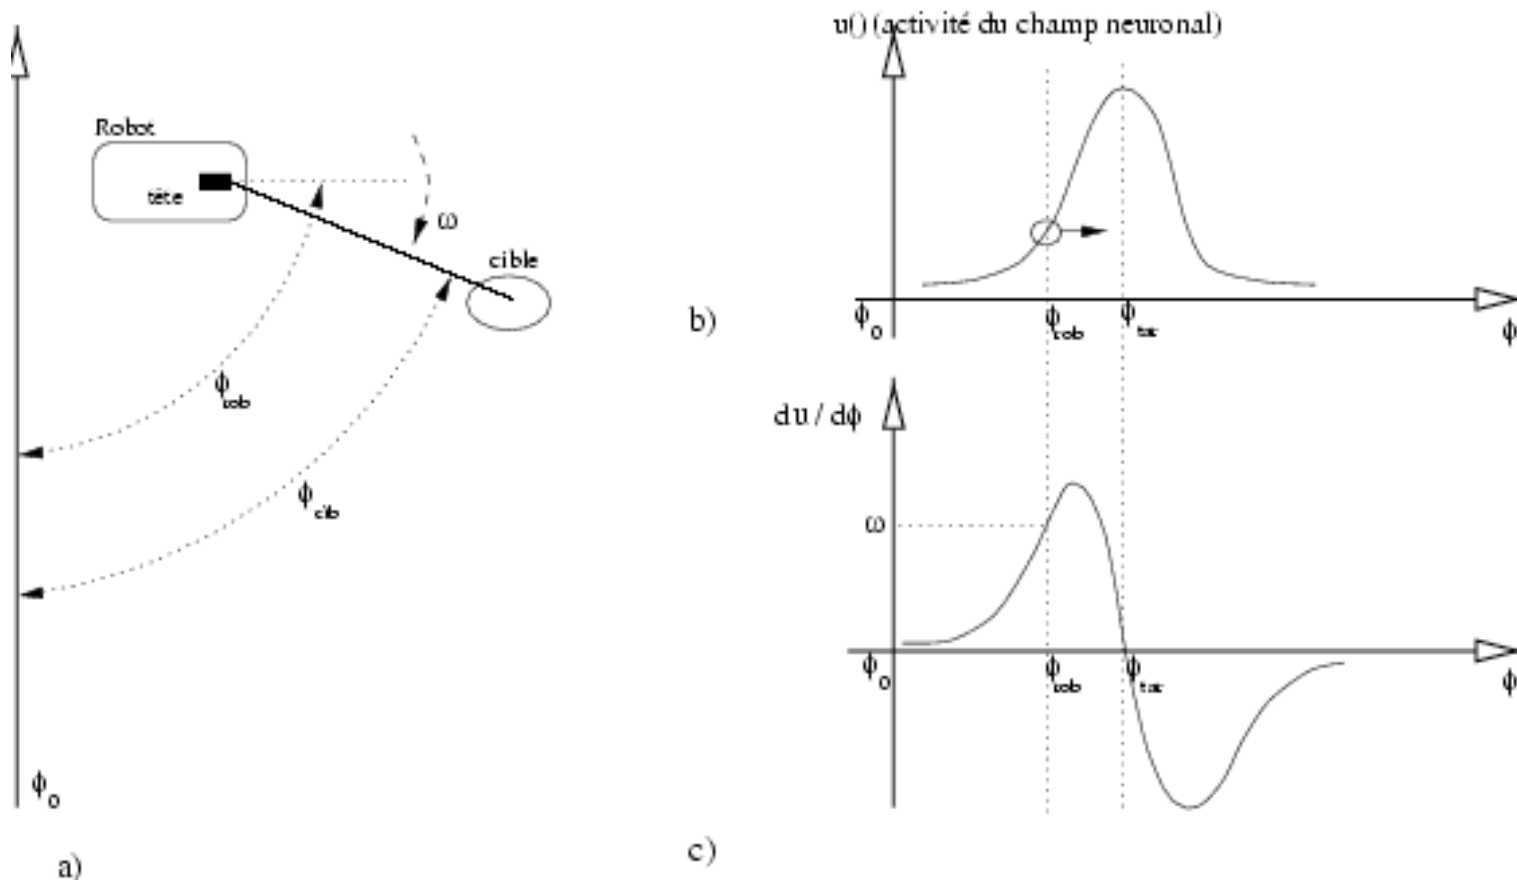 Robot
tête
ω
cible
ϕrob
ϕcib
ϕ0
a)
u() (activité du champ neuronal)
b)
ϕ0
ϕrob
ϕtar
ϕ
du / dϕ
ω
ϕ0
ϕrob
ϕtar
ϕ
c)